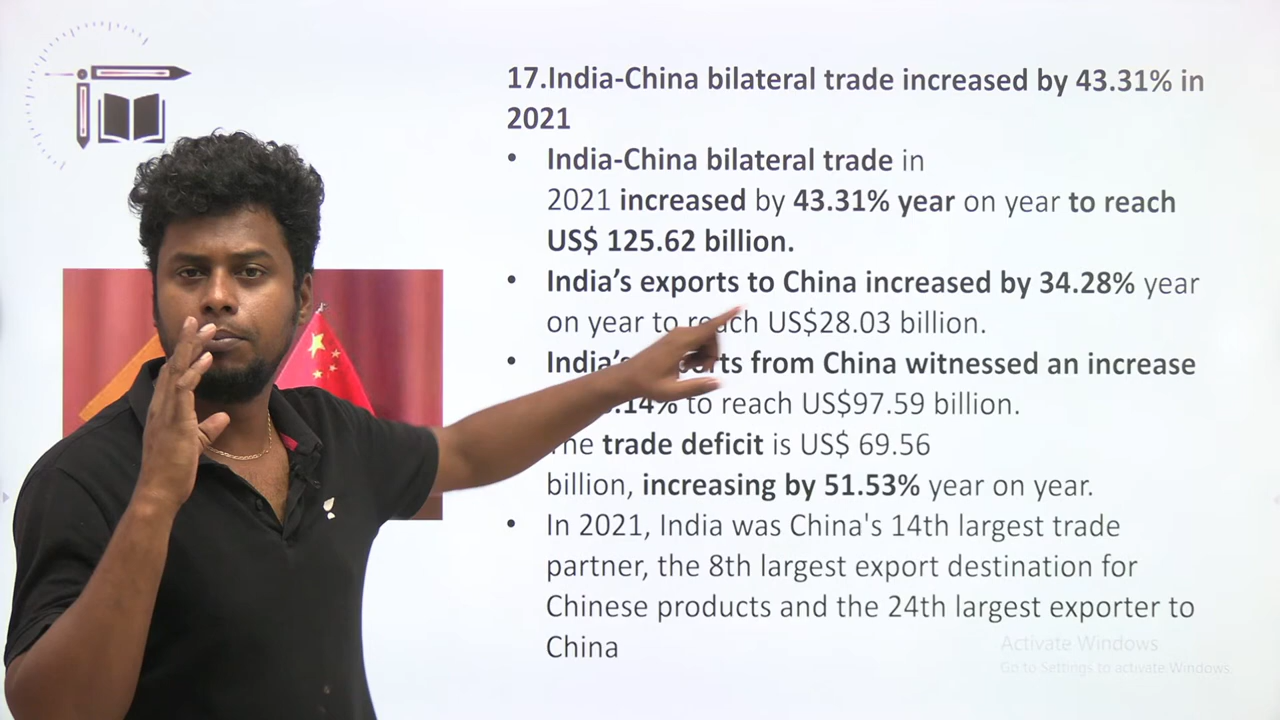 17.India-China bilateral trade increased by 43.31% in
2021
• India-China bilateral trade in
2021 increased by 43.31% year on year to reach
US$ 125.62 billion.
• India's exports to China increased by 34.28% year
on year to reach US$28.03 billion.
• India's from China witnessed an increase
.14% to reach US$97.59 billion.
trade deficit is US$ 69.56
billion, increasing by 51.53% year on year.
• In 2021, India was China's 14th largest trade
partner, the 8th largest export destination for
Chinese products and the 24th largest exporter to
China
Activate Windows
Go to Settings to activate Windows.